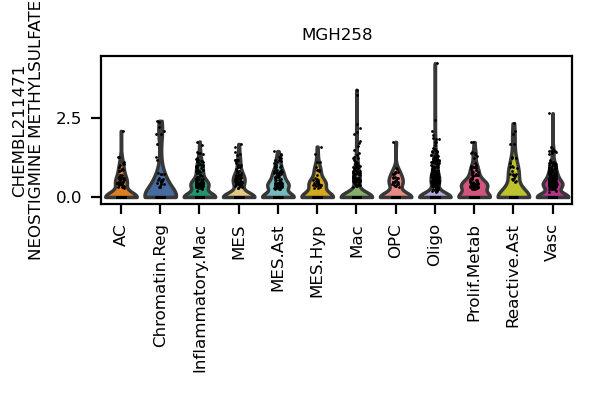 MGH258
CHEMBL211471
NEOSTIGMINE METHYLSULFATE
2.5
0.0
AC
Chromatin.Reg
Inflammatory.Mac
MES
MES.Ast
MES.Hyp
Mac
OPC
Oligo
Prolif.Metab
Reactive.Ast
Vasc